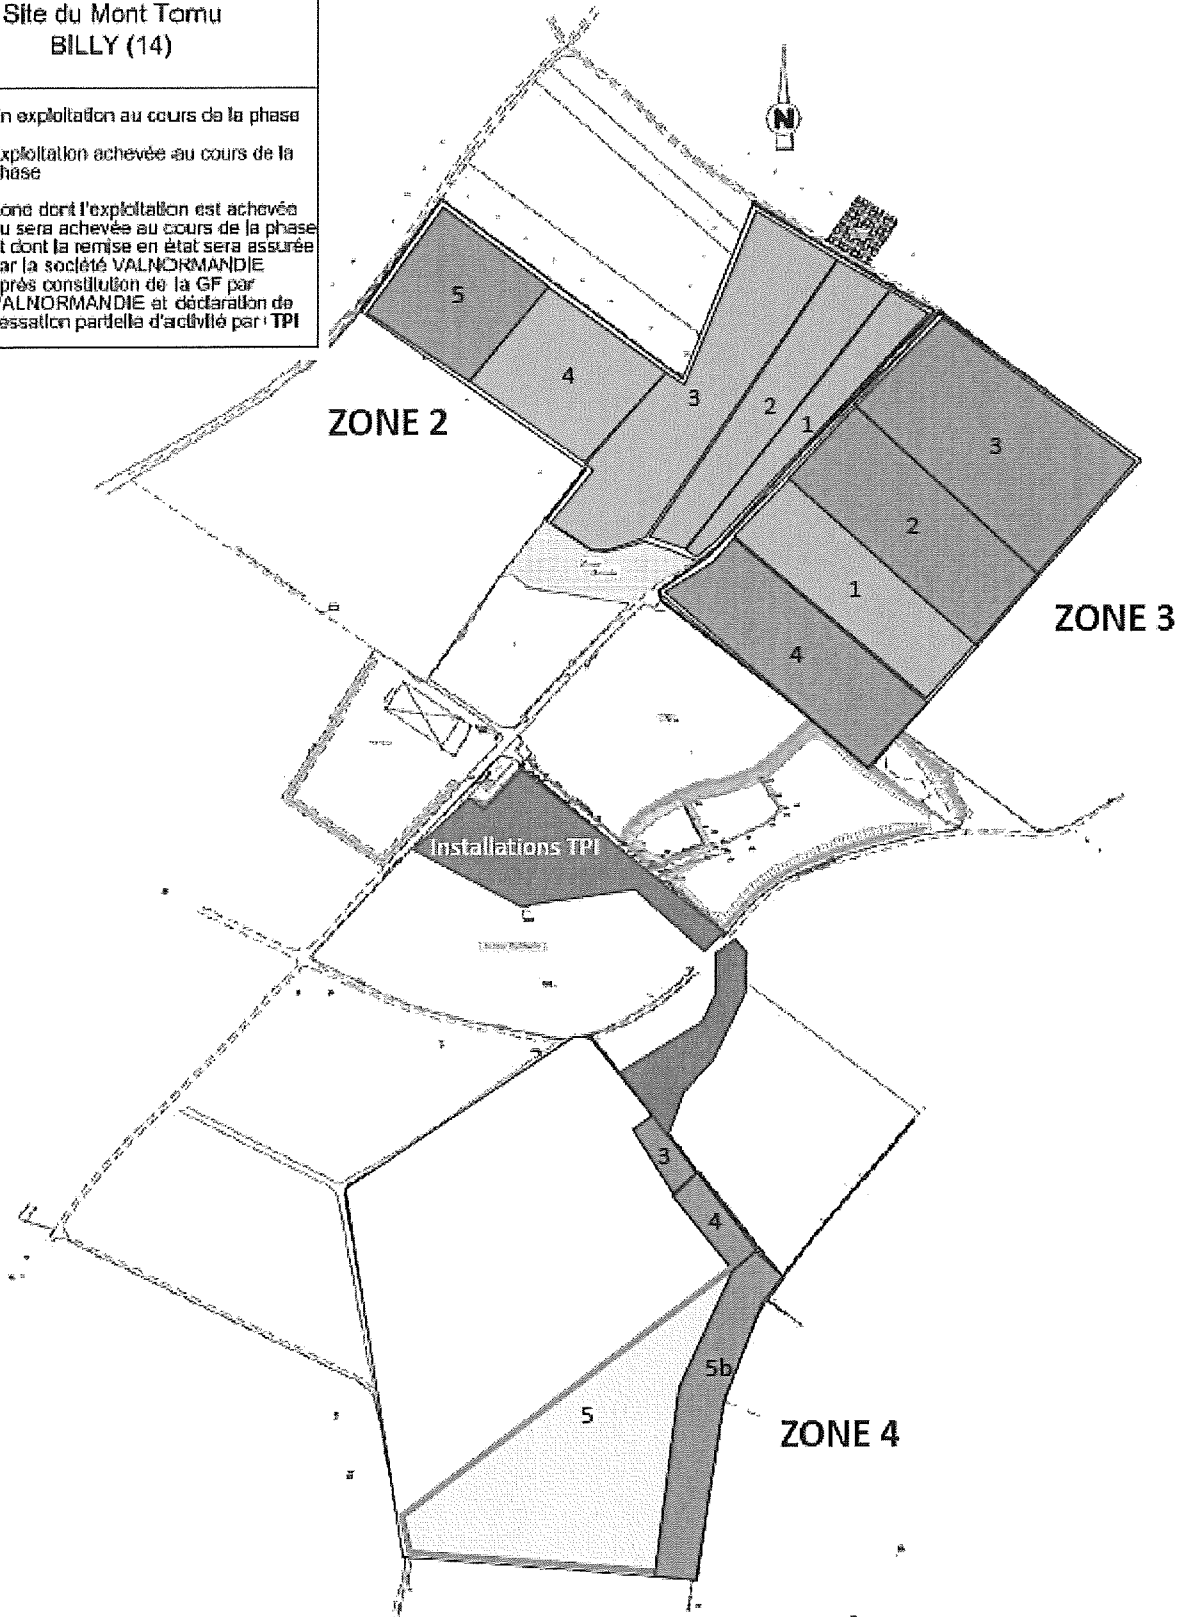 Site du Mont Tomu
BILLY (14)
n exploitation au cours de la phase
xploitation achevée au cours de la
hase
one dont l'exploitation est achevée
u sera achevée au cours de la phase
t dont la remise en état sera assurée
ar la société VALNORMANDIE
près constitution de la GF par
ALNORMANDIE et déclaration de
essation partielle d'activité par TPI
N
5
4
3
2
1
ZONE 2
3
2
1
4
ZONE 3
Installations TPI
3
4
5b
5
ZONE 4